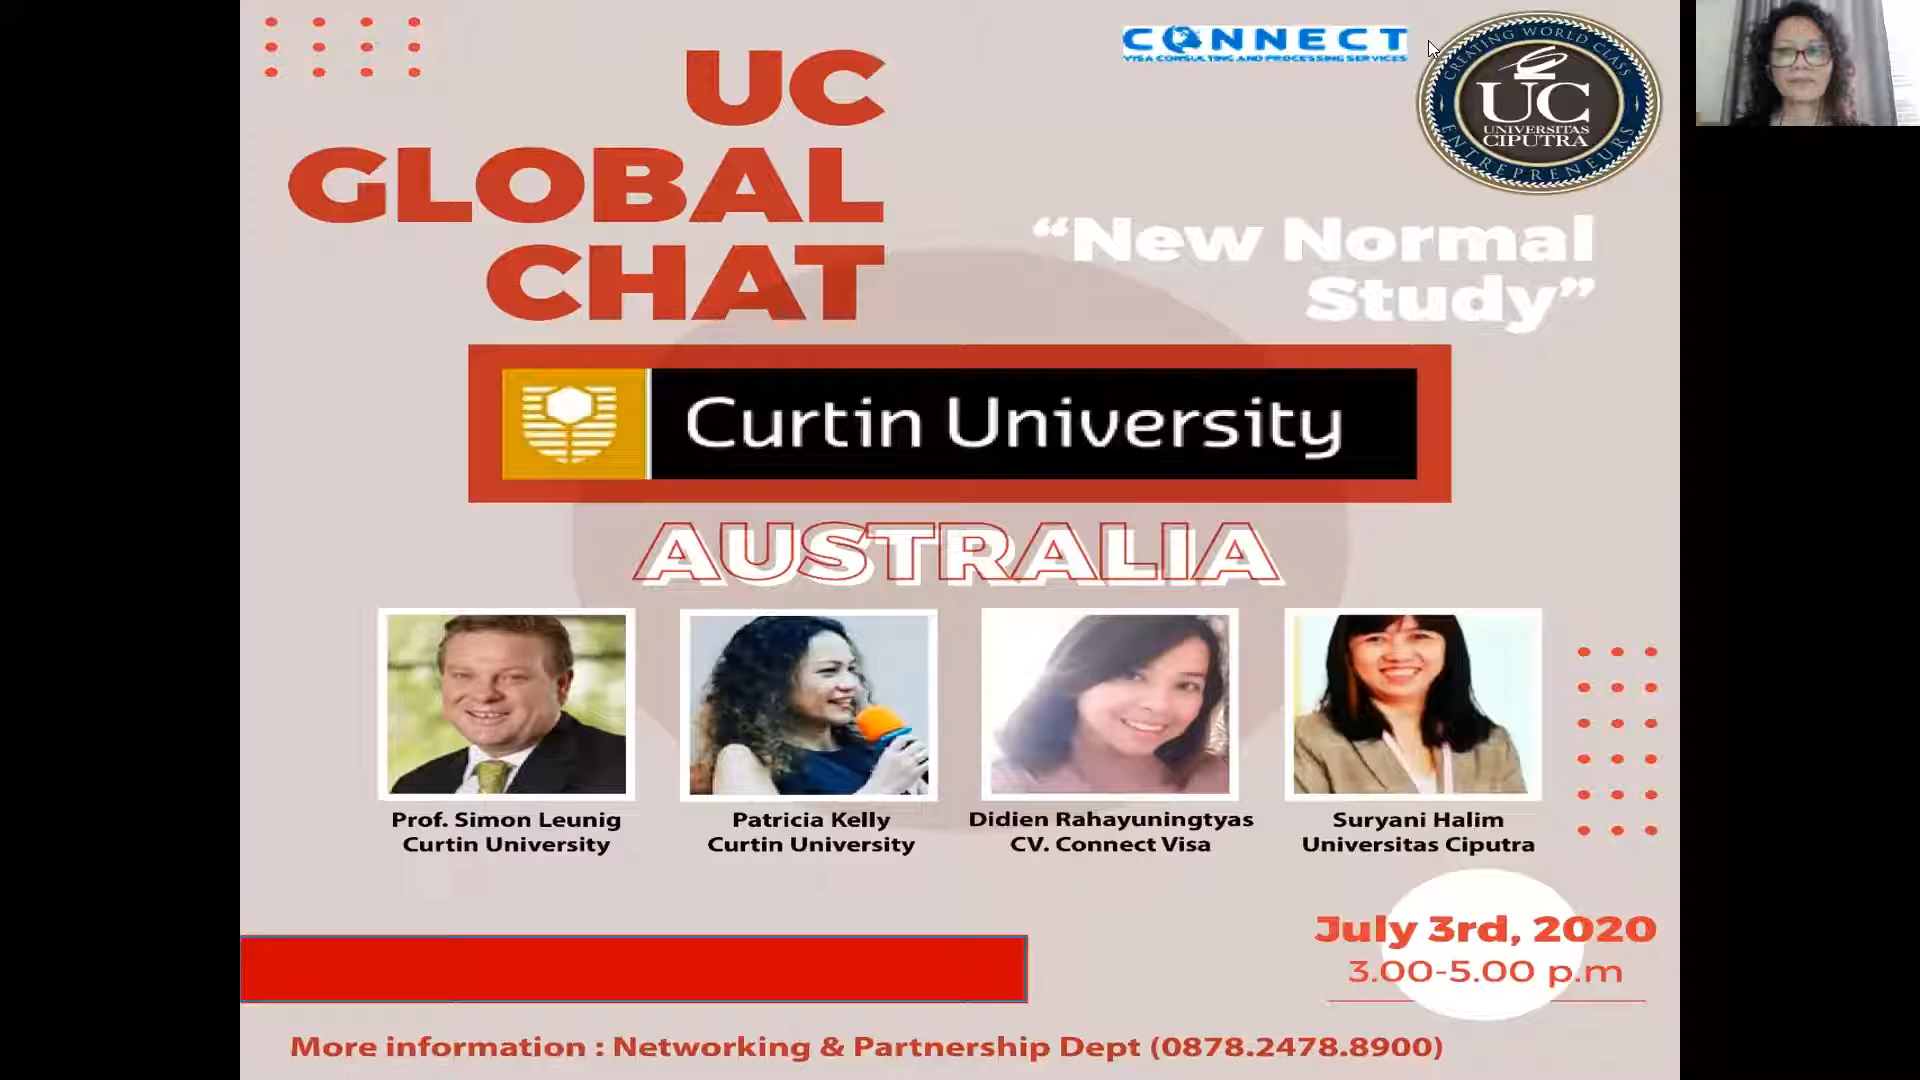 UC
GLOBAL
CHAT
CONNECT
VISA CONSULTING AND PROCESSING SERVICES
CREATING WORLD CLASS
UC
UNIVERSITAS
CIPUTRA
ENTREPRENEURS
“New Normal
Study”
Curtin University
AUSTRALIA
Prof. Simon Leunig
Curtin University
Patricia Kelly
Curtin University
Didien Rahayuningtyas
CV. Connect Visa
Suryani Halim
Universitas Ciputra
July 3rd, 2020
3.00-5.00 p.m
More information : Networking & Partnership Dept (0878.2478.8900)